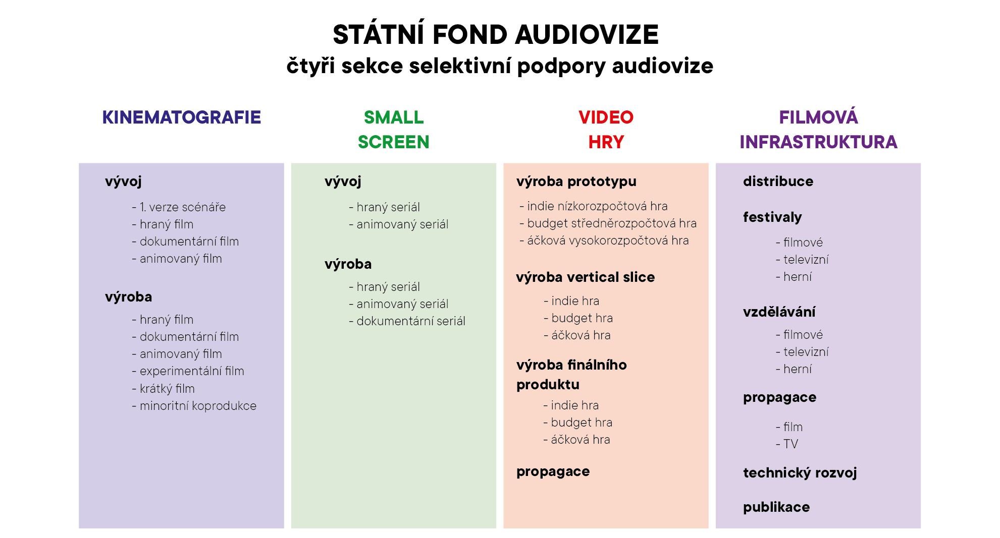 STÁTNÍ FOND AUDIOVIZE
čtyři sekce selektivní podpory audiovize
KINEMATOGRAFIE
vývoj
- 1. verze scénáře
- hraný film
- dokumentární film
- animovaný film
výroba
- hraný film
- dokumentární film
- animovaný film
- experimentální film
- krátký film
- minoritní koprodukce
SMALL
SCREEN
vývoj
- hraný seriál
- animovaný seriál
výroba
- hraný seriál
- animovaný seriál
- dokumentární seriál
VIDEO
HRY
výroba prototypu
- indie nízkorozpočtová hra
- budget středněrozpočtová hra
- áčková vysokorozpočtová hra
výroba vertical slice
- indie hra
- budget hra
- áčková hra
výroba finálního
produktu
- indie hra
- budget hra
- áčková hra
propagace
FILMOVÁ
INFRASTRUKTURA
distribuce
festivaly
- filmové
- televizní
- herní
vzdělávání
- filmové
- televizní
- herní
propagace
- film
- TV
technický rozvoj
publikace